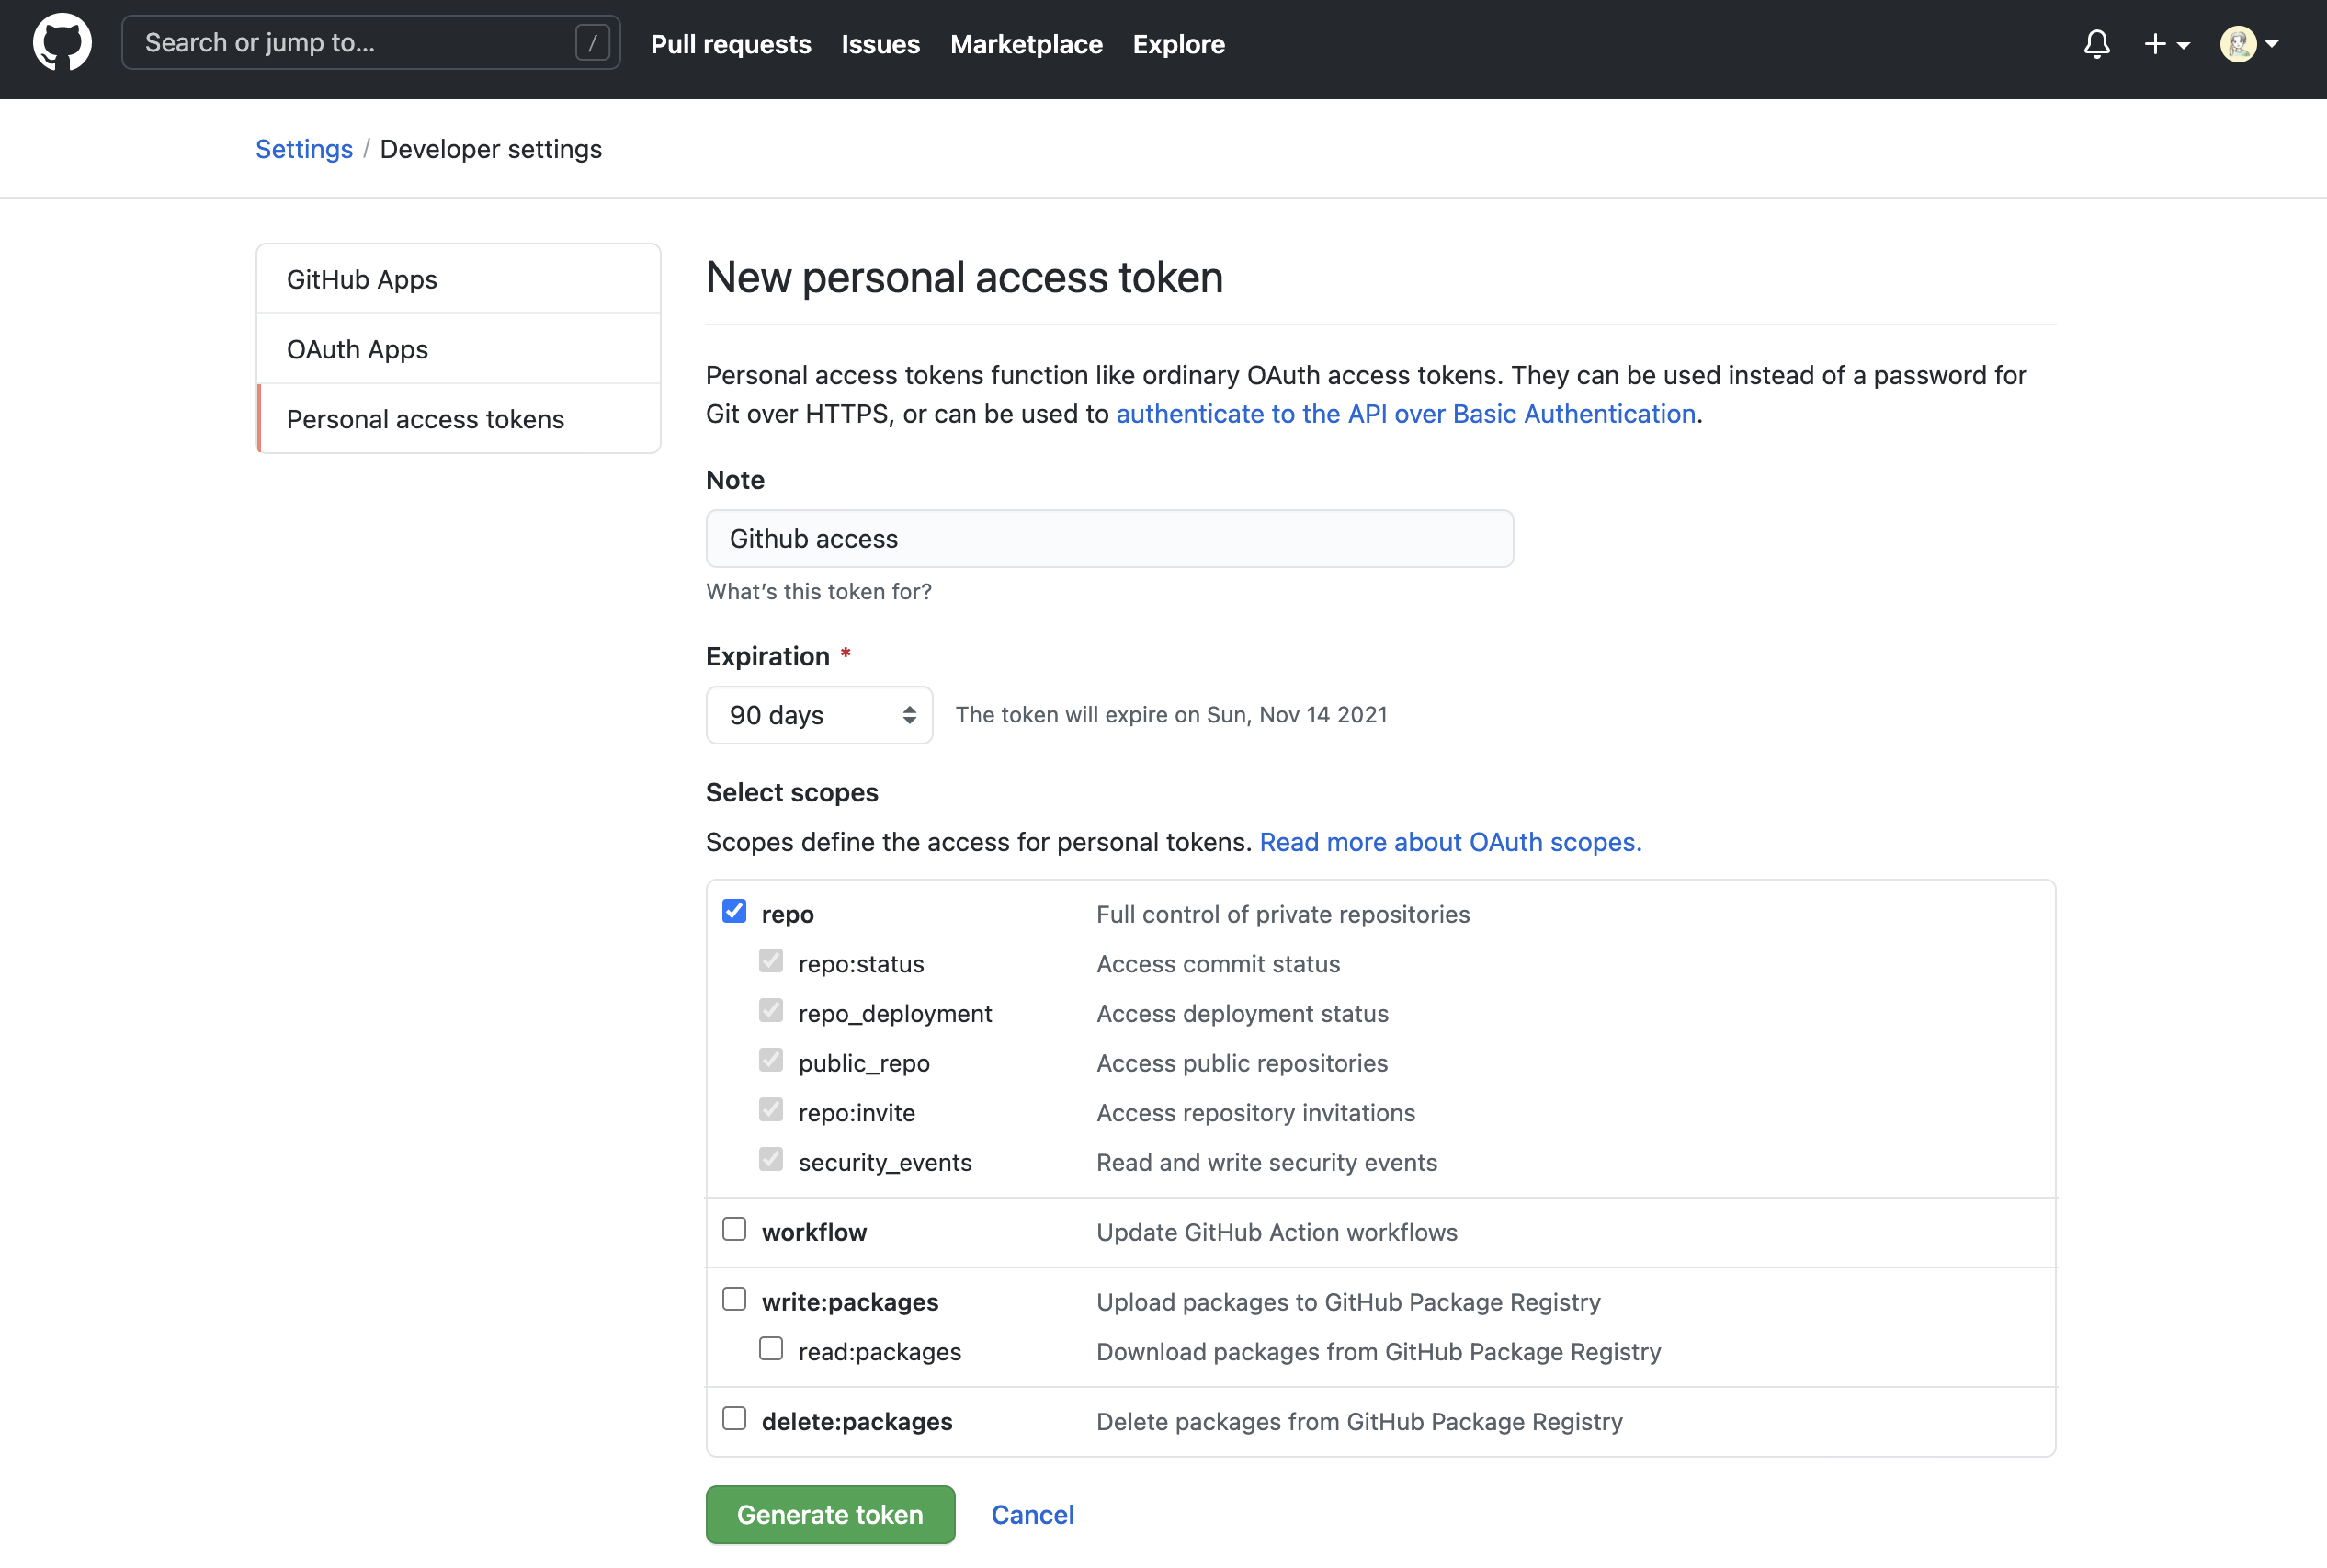 Search or jump to... /
Pull requests Issues Marketplace Explore
Settings / Developer settings
GitHub Apps
OAuth Apps
Personal access tokens
New personal access token
Personal access tokens function like ordinary OAuth access tokens. They can be used instead of a password for
Git over HTTPS, or can be used to authenticate to the API over Basic Authentication.
Note
Github access
What's this token for?
Expiration *
90 days The token will expire on Sun, Nov 14 2021
Select scopes
Scopes define the access for personal tokens. Read more about OAuth scopes.
repo Full control of private repositories
repo:status Access commit status
repo_deployment Access deployment status
public_repo Access public repositories
repo:invite Access repository invitations
security_events Read and write security events
workflow Update GitHub Action workflows
write:packages Upload packages to GitHub Package Registry
read:packages Download packages from GitHub Package Registry
delete:packages Delete packages from GitHub Package Registry
Generate token Cancel